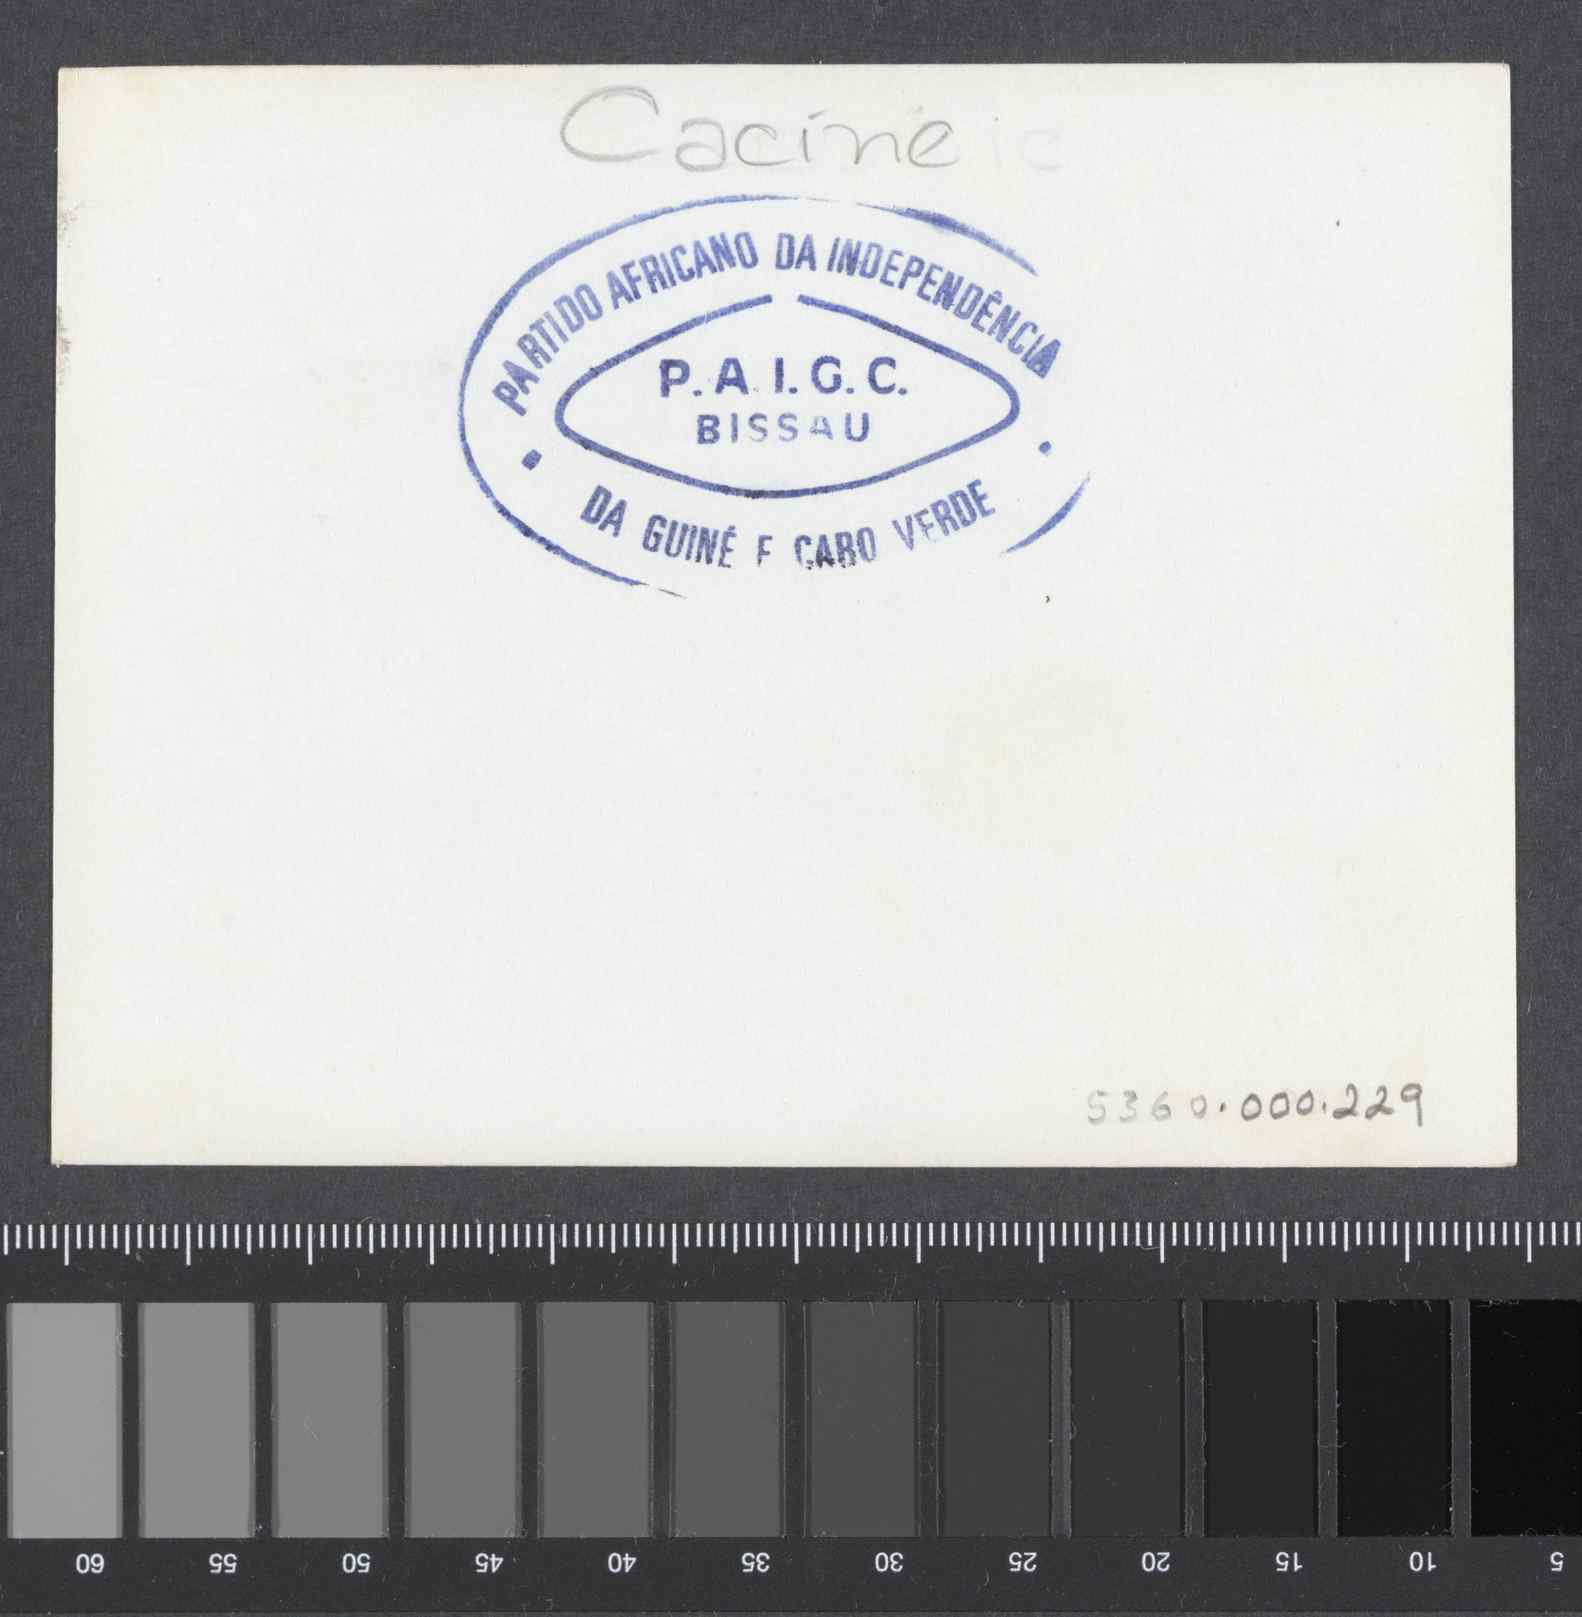 Cacine
PARTIDO AFRICANO DA INDEPENDÊNCIA
P.A.I.G.C.
BISSAU
DA GUINÉ E CABO VERDE
5360.000.229
60 55 50 45 40 35 30 25 20 15 10 5